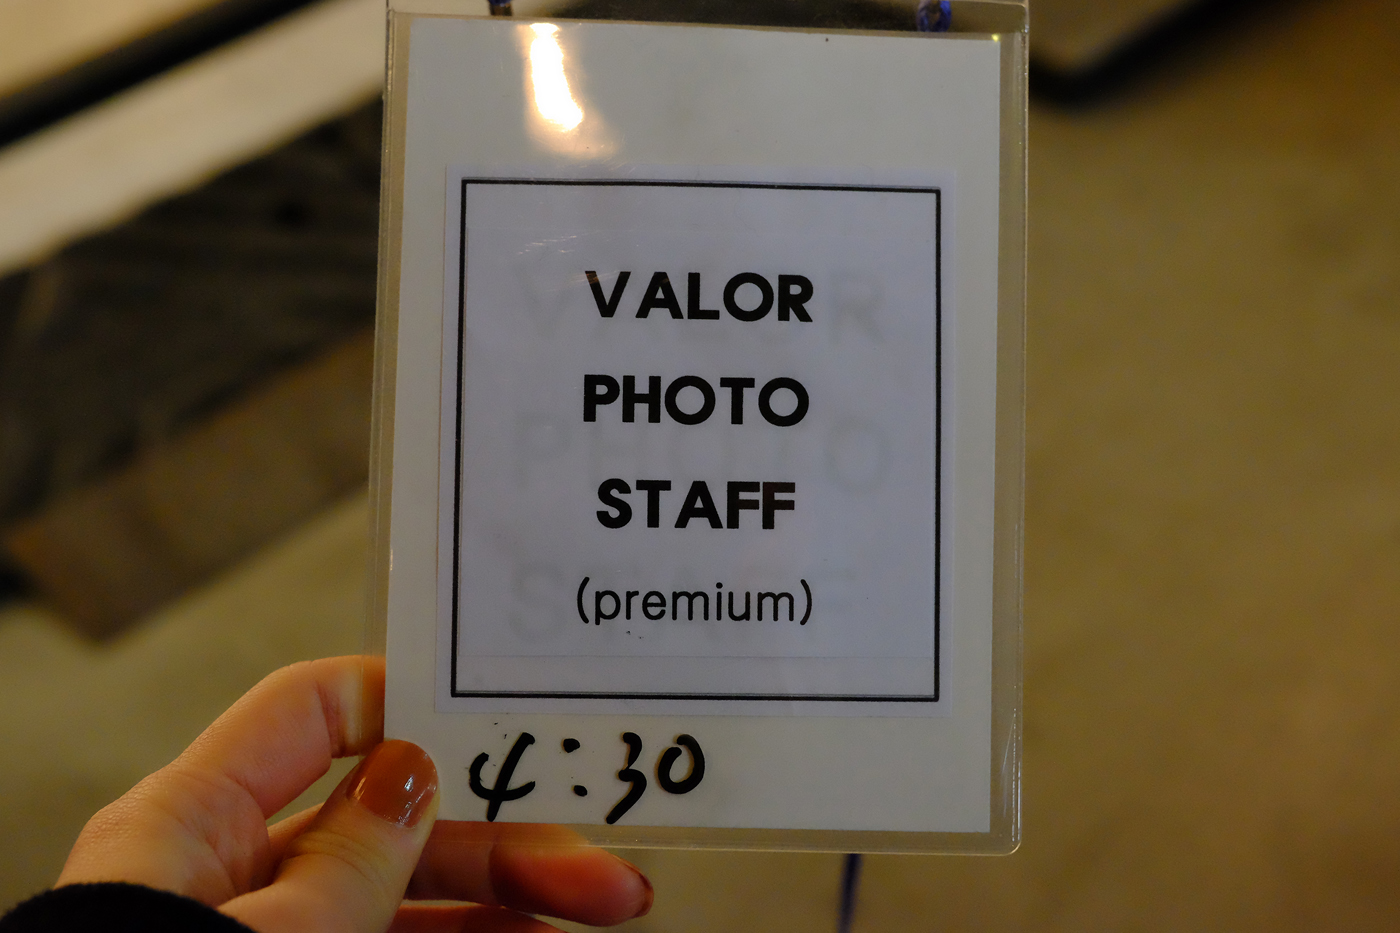 VALOR
PHOTO
STAFF
(premium)
4:30